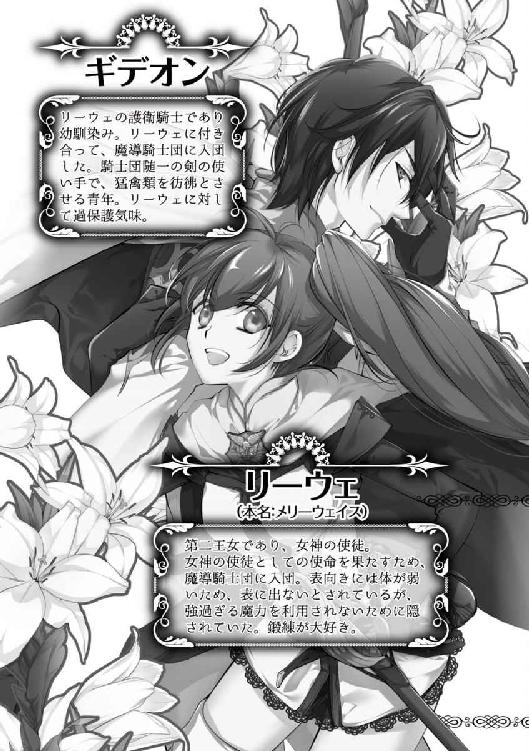 ギデオン
リーウェの護衛騎士であり
幼馴染み。リーウェに付き
合って、魔導騎士団に入団
した。騎士団随一の剣の使
い手で、猛禽類を彷彿とさ
せる青年。リーウェに対し
て過保護気味。
リーウェ
(本名:メリーウェイズ)
第二王女であり、女神の使徒。
女神の使徒としての使命を果たすため、
魔導騎士団に入団。表向きには体が弱
いため、表に出ないとされているが、
強過ぎる魔力を利用されないために隠
されていた。鍛練が大好き。